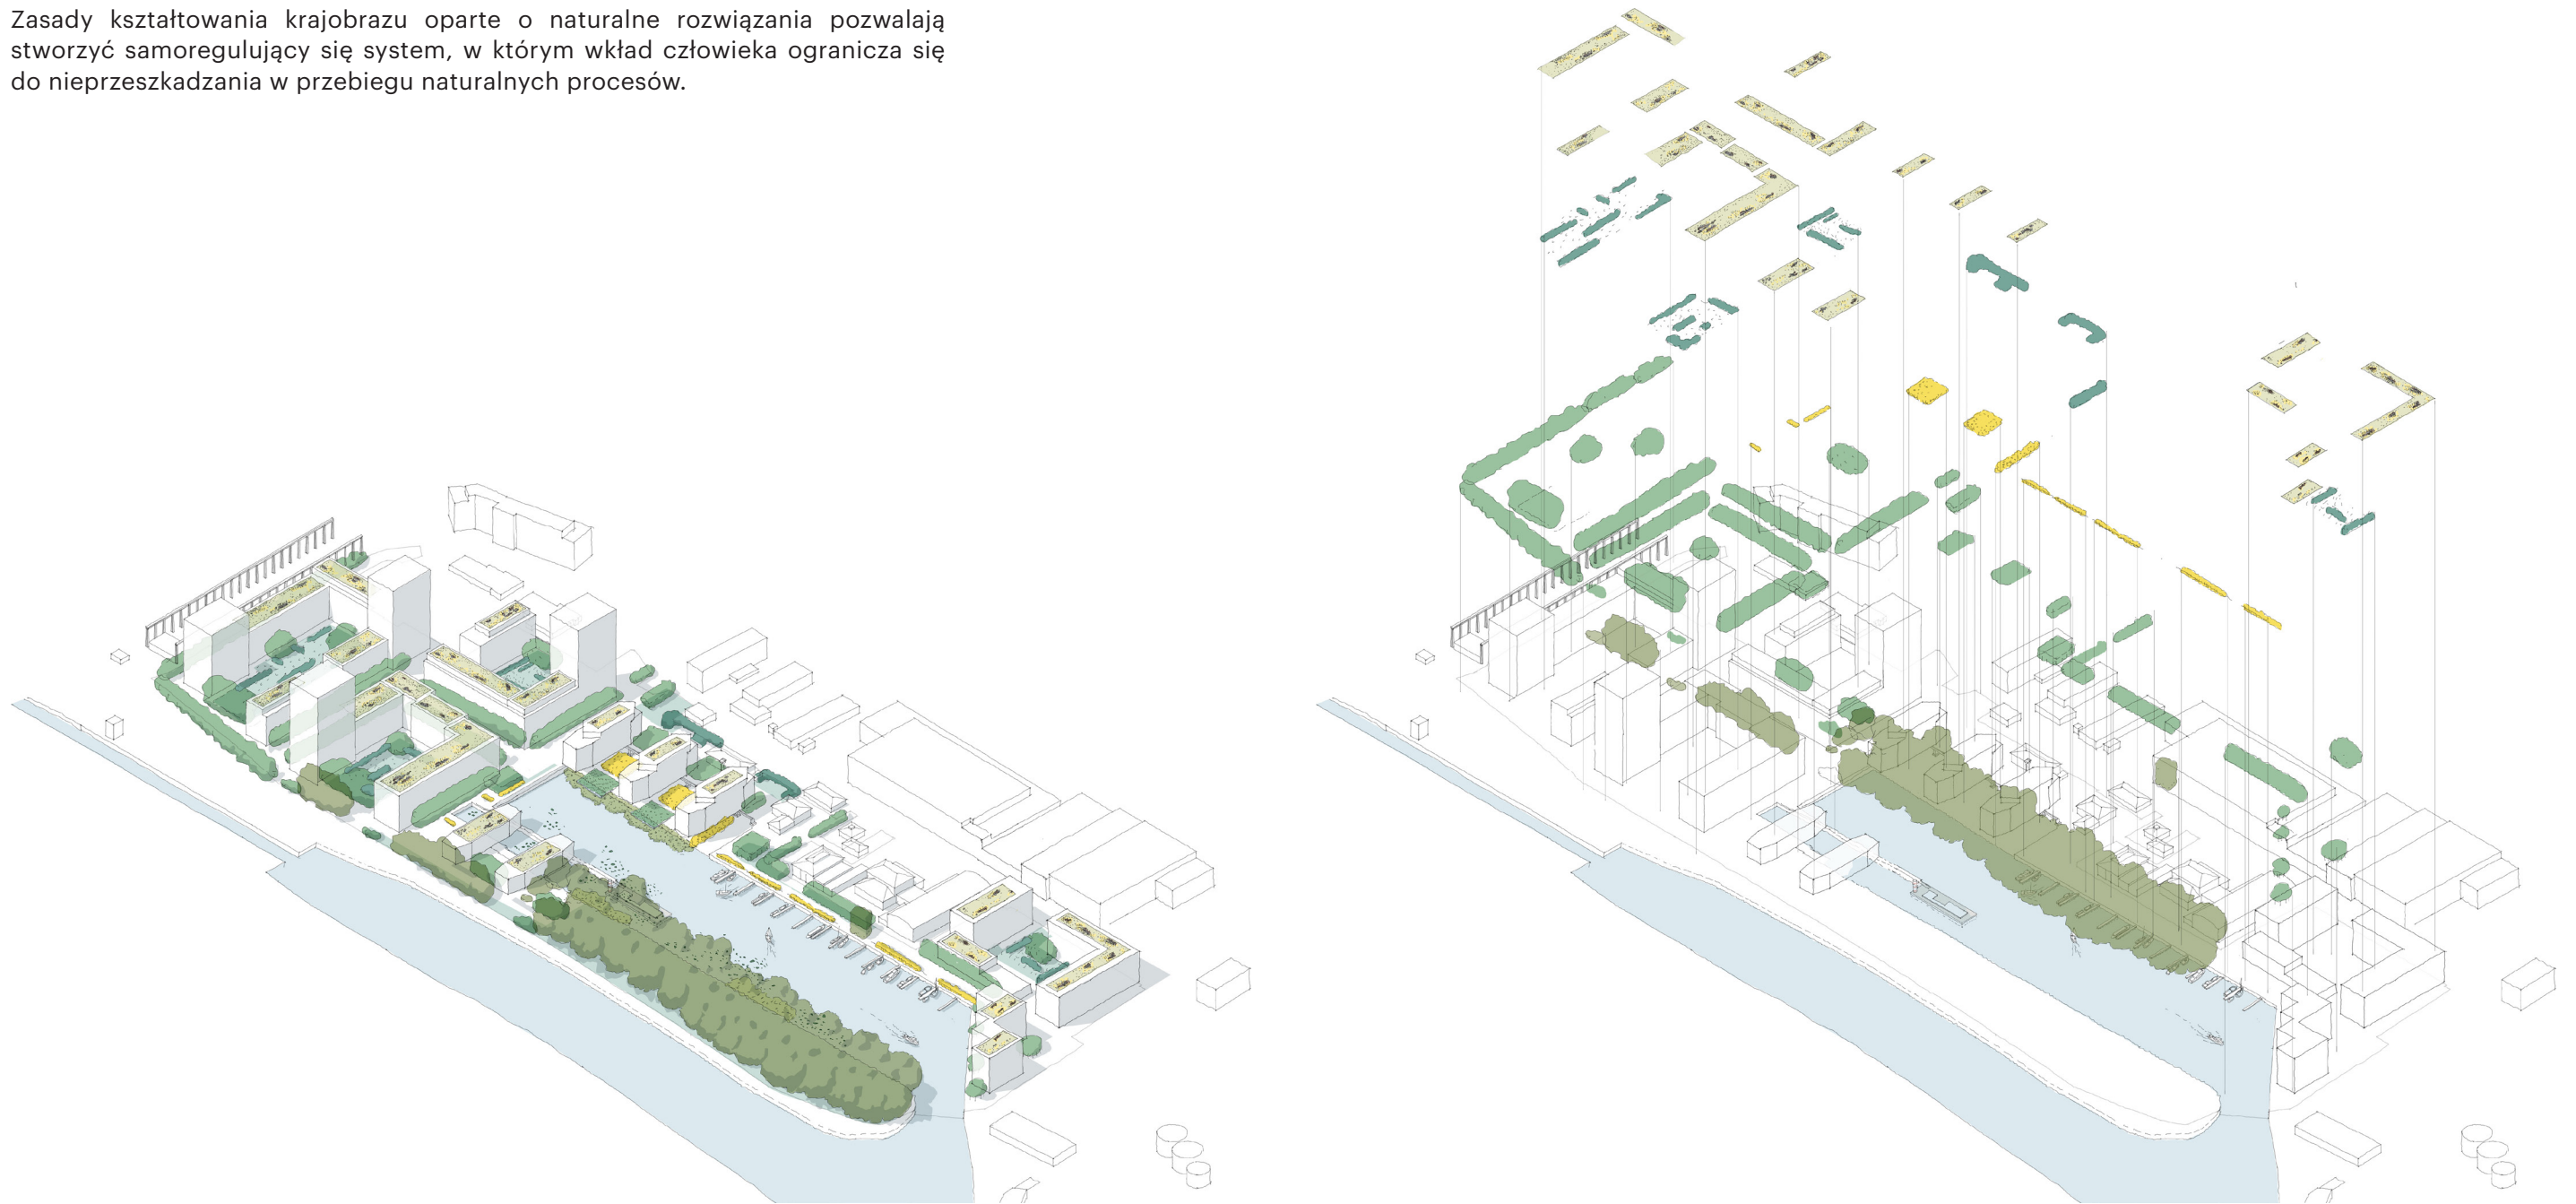 Zasady kształtowania krajobrazu oparte o naturalne rozwiązania pozwalają
stworzyć samoregulujący się system, w którym wkład człowieka ogranicza się
do nieprzeszkadzania w przebiegu naturalnych procesów.